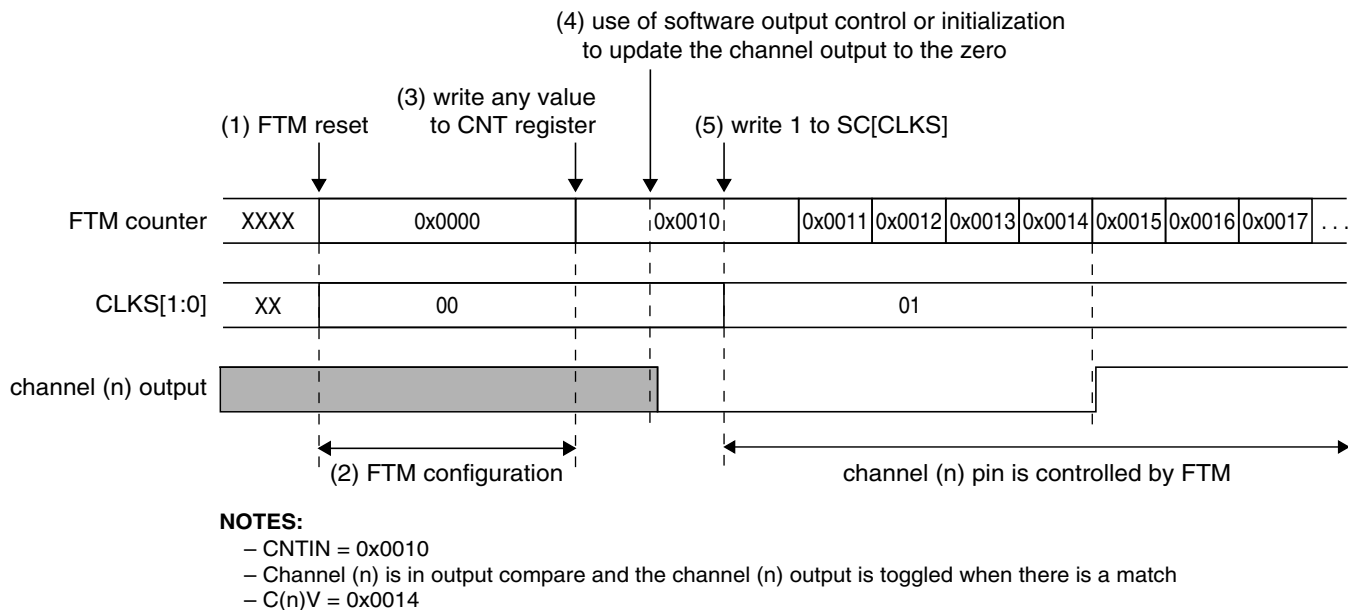 (4) use of software output control or initialization
to update the channel output to the zero
(3) write any value
to CNT register
(1) FTM reset
(5) write 1 to SC[CLKS]
FTM counter
XXXX 0x0000 0x0010 0x0011 0x0012 0x0013 0x0014 0x0015 0x0016 0x0017 . . .
CLKS[1:0]
XX 00 01
channel (n) output
(2) FTM configuration
channel (n) pin is controlled by FTM
NOTES:
– CNTIN = 0x0010
– Channel (n) is in output compare and the channel (n) output is toggled when there is a match
– C(n)V = 0x0014